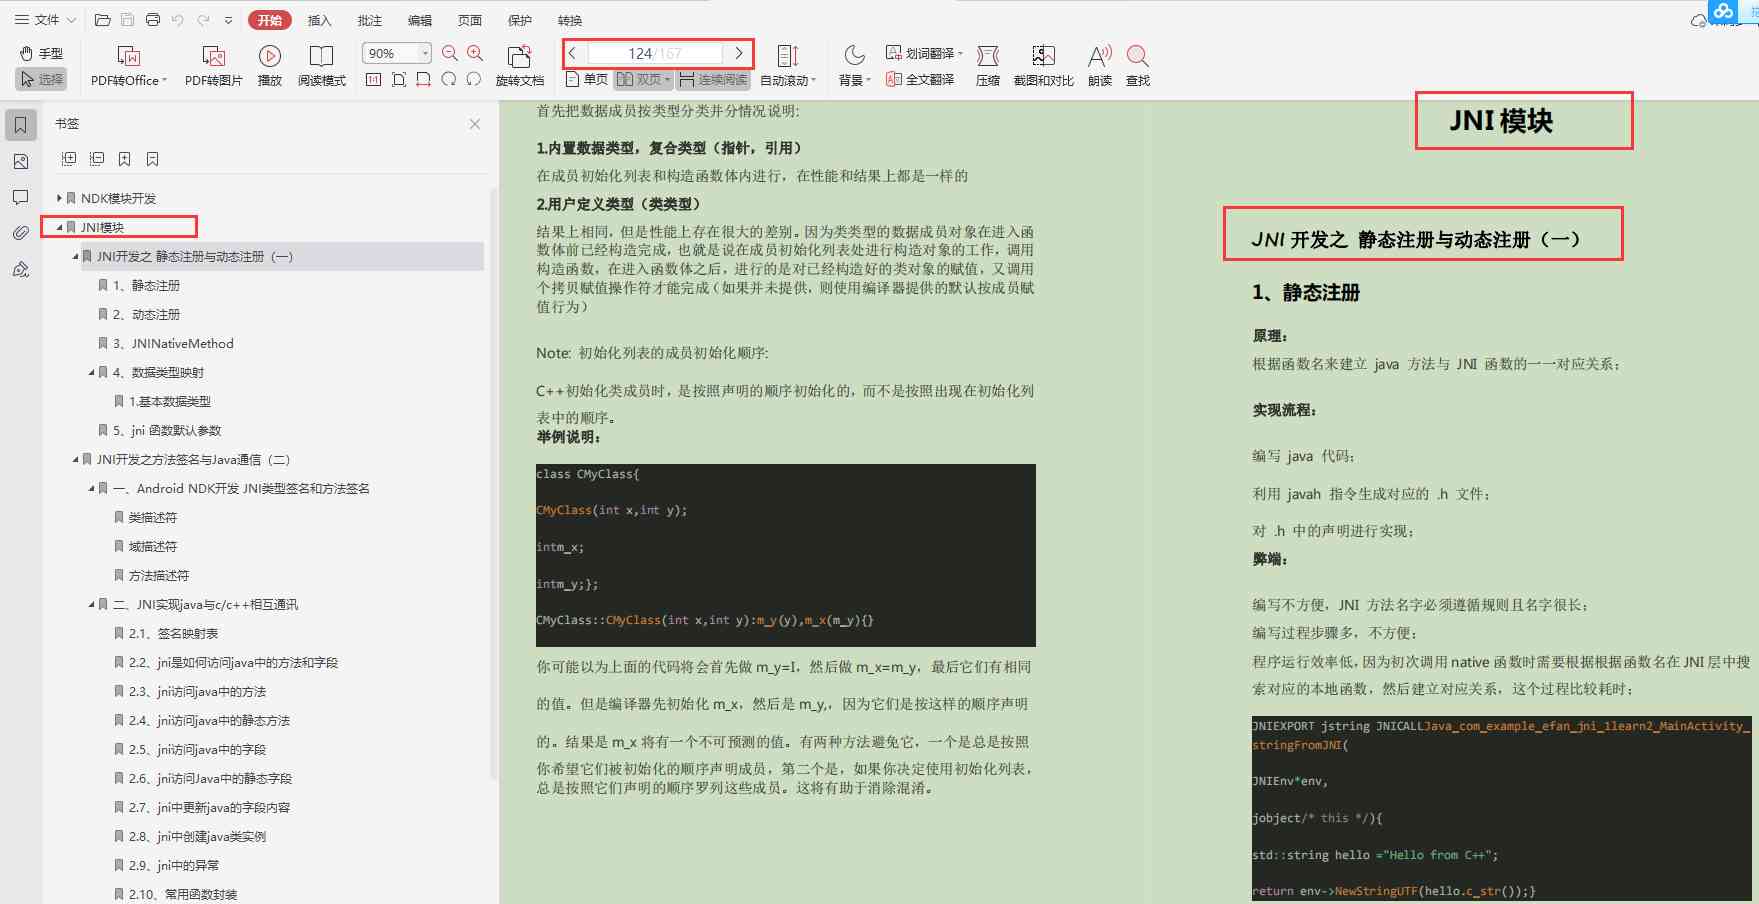 文件
开始
插入
批注
编辑
页面
保护
转换
手型
选择
PDF转Office
PDF转图片
播放
阅读模式
90%
旋转文档
124/167
单页
双页
连续阅读
自动滚动
背景
划词翻译
全文翻译
压缩
截图和对比
朗读
查找
书签
NDK模块开发
JNI模块
JNI开发之 静态注册与动态注册（一）
1、静态注册
2、动态注册
3、JNINativeMethod
4、数据类型映射
1.基本数据类型
5、jni 函数默认参数
JNI开发之方法签名与Java通信（二）
一、Android NDK开发 JNI类型签名和方法签名
类描述符
域描述符
方法描述符
二、JNI实现java与c/c++相互通讯
2.1、签名映射表
2.2、jni是如何访问java中的方法和字段
2.3、jni访问java中的方法
2.4、jni访问java中的静态方法
2.5、jni访问java中的字段
2.6、jni访问Java中的静态字段
2.7、jni中更新java的字段内容
2.8、jni中创建java类实例
2.9、jni中的异常
2.10、常用函数封装
首先把数据成员按类型分类并分情况说明:
1.内置数据类型，复合类型（指针，引用）
在成员初始化列表和构造函数体内进行，在性能和结果上都是一样的
2.用户定义类型（类类型）
结果上相同，但是性能上存在很大的差别。因为类类型的数据成员对象在进入函
数体前已经构造完成，也就是说在成员初始化列表处进行构造对象的工作，调用
构造函数，在进入函数体之后，进行的是对已经构造好的类对象的赋值，又调用
个拷贝赋值操作符才能完成（如果并未提供，则使用编译器提供的默认按成员赋
值行为）
Note: 初始化列表的成员初始化顺序:
C++初始化类成员时，是按照声明的顺序初始化的，而不是按照出现在初始化列
表中的顺序。
举例说明：
class CMyClass{
CMyClass(int x,int y);
intm_x;
intm_y;};
CMyClass::CMyClass(int x,int y):m_y(y),m_x(m_y){}
你可能以为上面的代码将会首先做 m_y=I，然后做 m_x=m_y，最后它们有相同
的值。但是编译器先初始化 m_x，然后是 m_y,，因为它们是按这样的顺序声明
的。结果是 m_x 将有一个不可预测的值。有两种方法避免它，一个是总是按照
你希望它们被初始化的顺序声明成员，第二个是，如果你决定使用初始化列表，
总是按照它们声明的顺序罗列这些成员。这将有助于消除混淆。
JNI 模块
JNI 开发之 静态注册与动态注册（一）
1、静态注册
原理：
根据函数名来建立 java 方法与 JNI 函数的一一对应关系；
实现流程：
编写 java 代码；
利用 javah 指令生成对应的 .h 文件；
对 .h 中的声明进行实现；
弊端：
编写不方便，JNI 方法名字必须遵循规则且名字很长；
编写过程步骤多，不方便；
程序运行效率低，因为初次调用native函数时需要根据根据函数名在JNI层中搜
索对应的本地函数，然后建立对应关系，这个过程比较耗时；
JNIEXPORT jstring JNICALLJava_com_example_efan_jni_1learn2_MainActivity_
stringFromJNI(
JNIEnv*env,
jobject/* this */){
std::string hello ="Hello from C++";
return env->NewStringUTF(hello.c_str());}